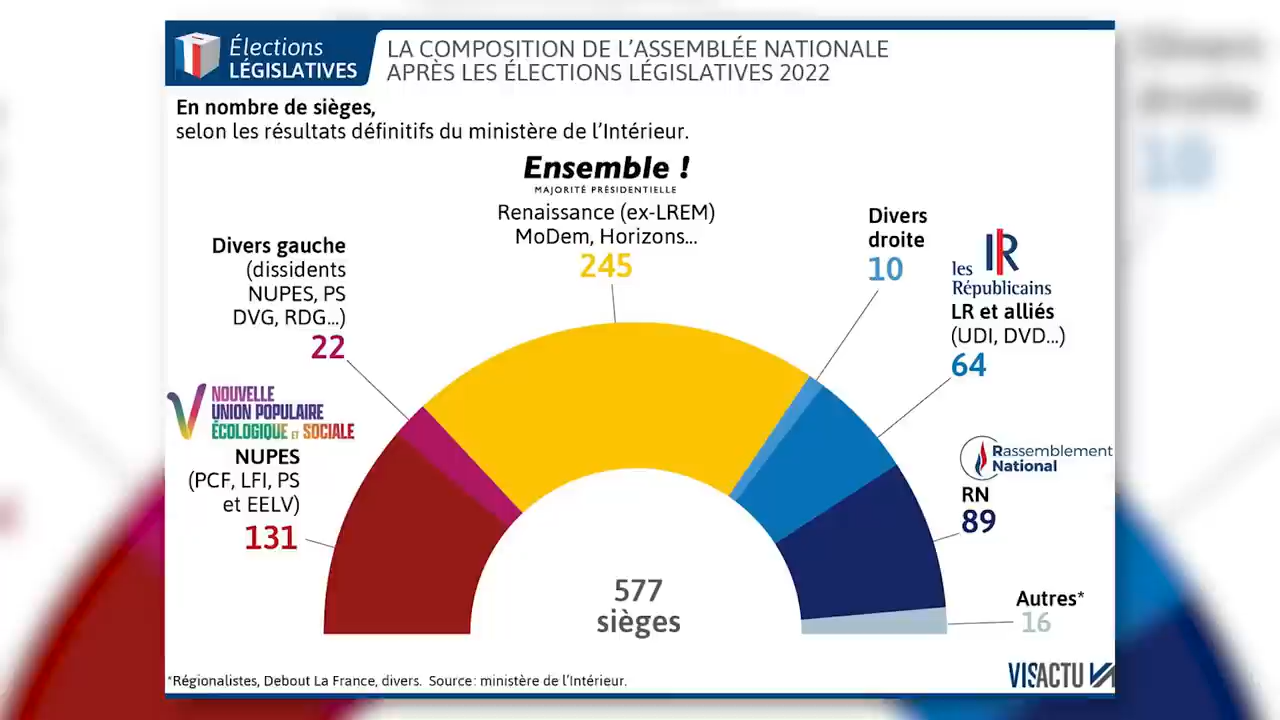 Élections
LÉGISLATIVES
LA COMPOSITION DE L'ASSEMBLÉE NATIONALE
APRÈS LES ÉLECTIONS LÉGISLATIVES 2022
En nombre de sièges,
selon les résultats définitifs du ministère de l'Intérieur.
Ensemble !
MAJORITÉ PRÉSIDENTIELLE
Renaissance (ex-LREM)
MoDem, Horizons...
245
Divers gauche
(dissidents
NUPES, PS
DVG, RDG...)
22
NOUVELLE
UNION POPULAIRE
ÉCOLOGIQUE ET SOCIALE
NUPES
(PCF, LFI, PS
et EELV)
131
Divers
droite
10
les
Républicains
LR et alliés
(UDI, DVD...)
64
Rassemblement
National
RN
89
Autres*
16
577
sièges
*Régionalistes, Debout La France, divers. Source: ministère de l'Intérieur.
VISACTU